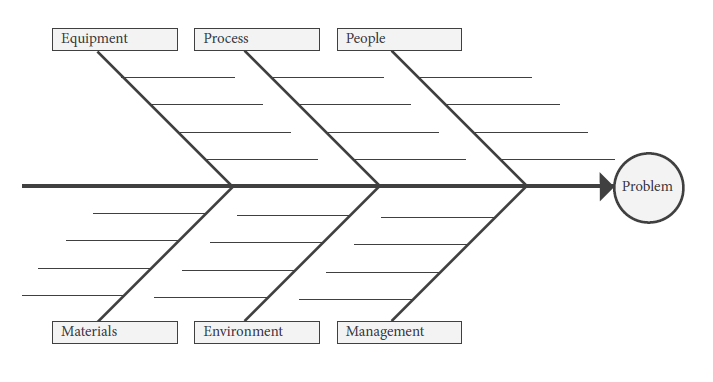 Equipment
Process
People
Problem
Materials
Environment
Management